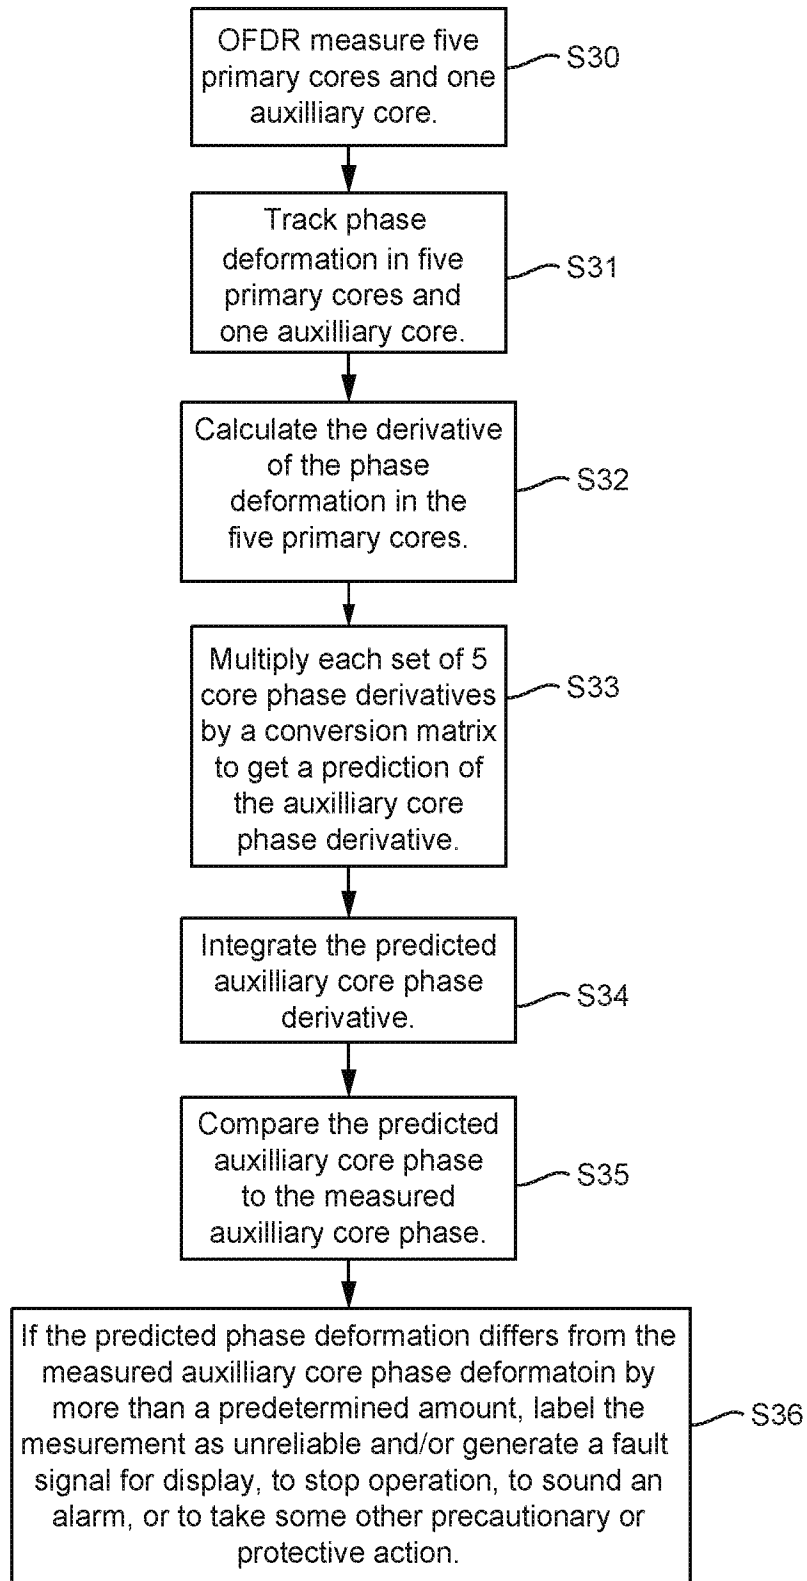 OFDR measure five
primary cores and one
auxilliary core.
S30
Track phase
deformation in five
primary cores and
one auxilliary core.
S31
Calculate the derivative
of the phase
deformation in the
five primary cores.
S32
Multiply each set of 5
core phase derivatives
by a conversion matrix
to get a prediction of
the auxilliary core
phase derivative.
S33
Integrate the predicted
auxilliary core phase
derivative.
S34
Compare the predicted
auxilliary core phase
to the measured
auxilliary core phase.
S35
If the predicted phase deformation differs from the
measured auxilliary core phase deformatoin by
more than a predetermined amount, label the
mesurement as unreliable and/or generate a fault
signal for display, to stop operation, to sound an
alarm, or to take some other precautionary or
protective action.
S36